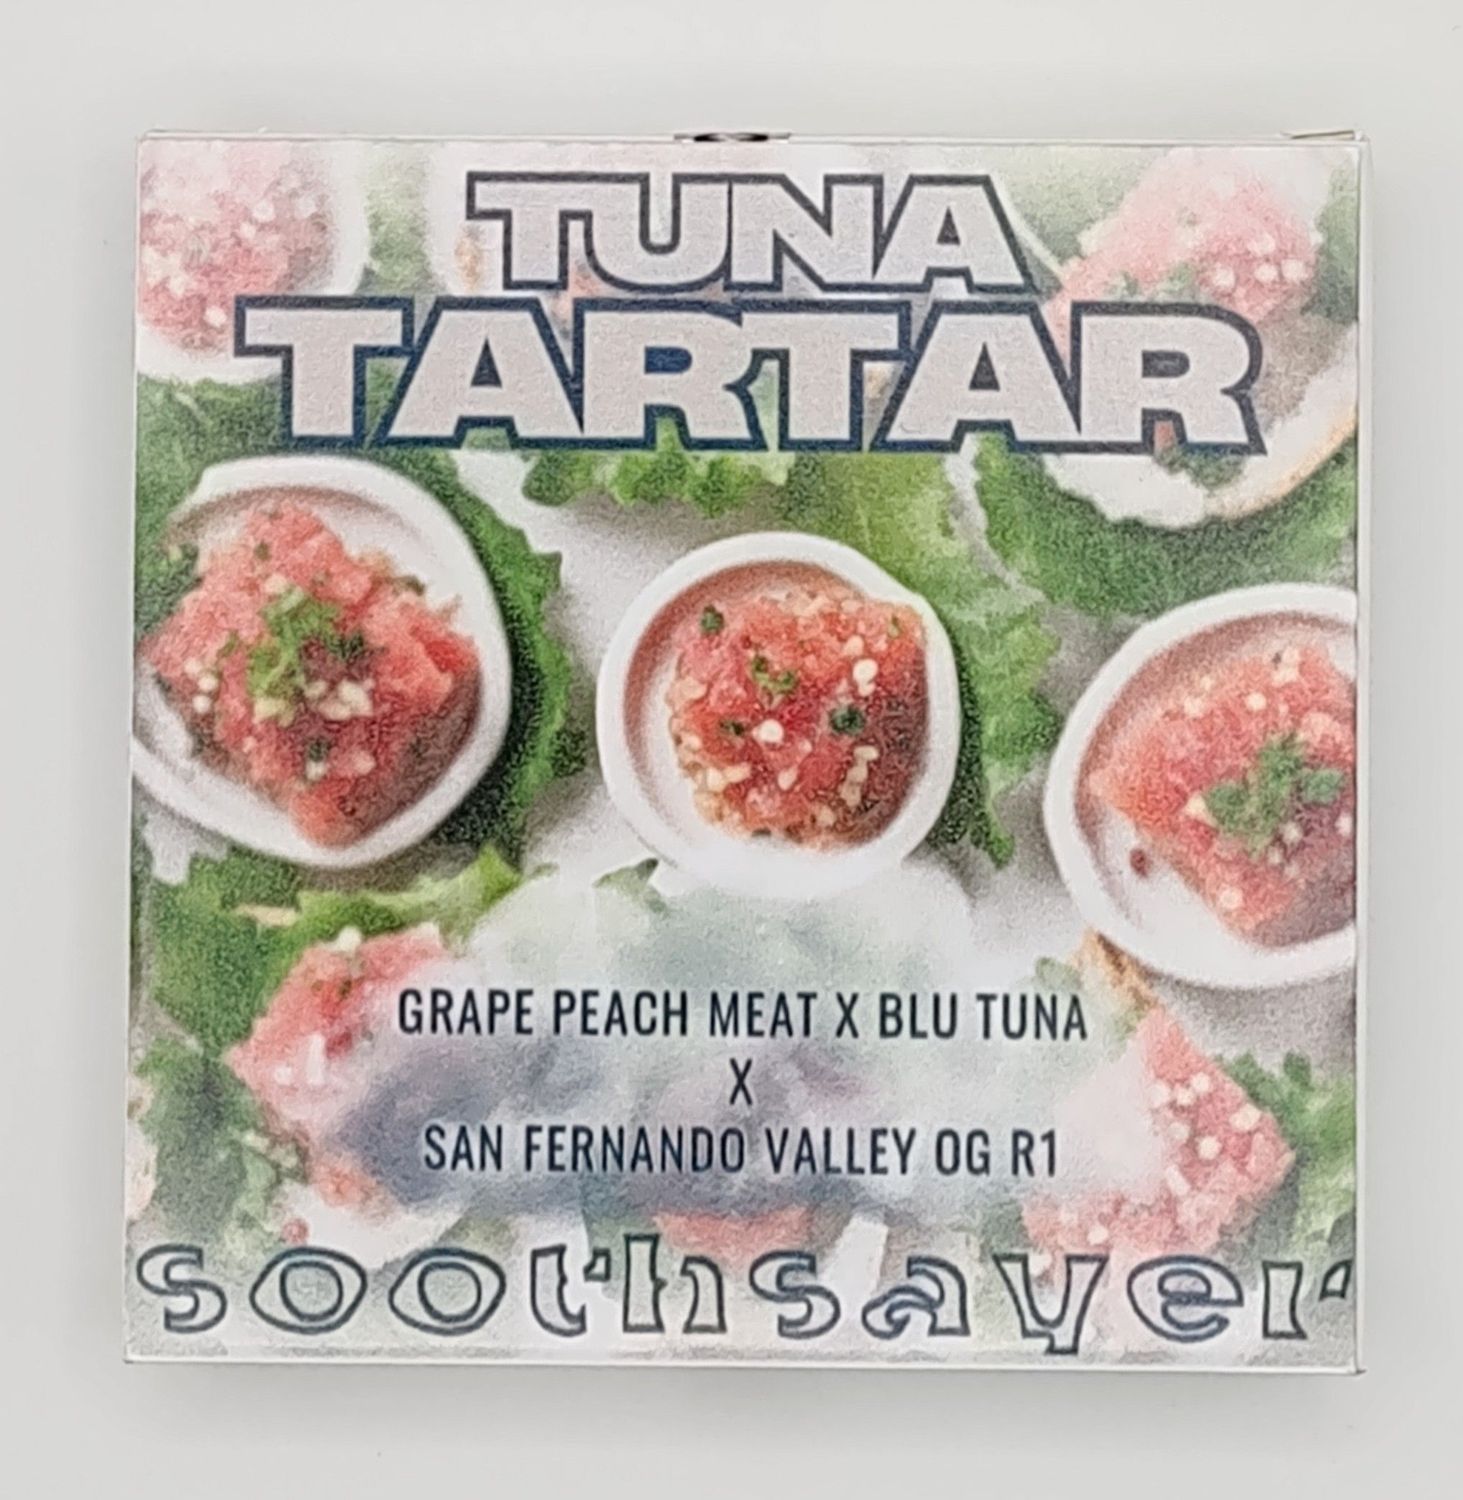 TUNA
TARTAR
GRAPE PEACH MEAT X BLU TUNA
X
SAN FERNANDO VALLEY OG R1
soothsayer